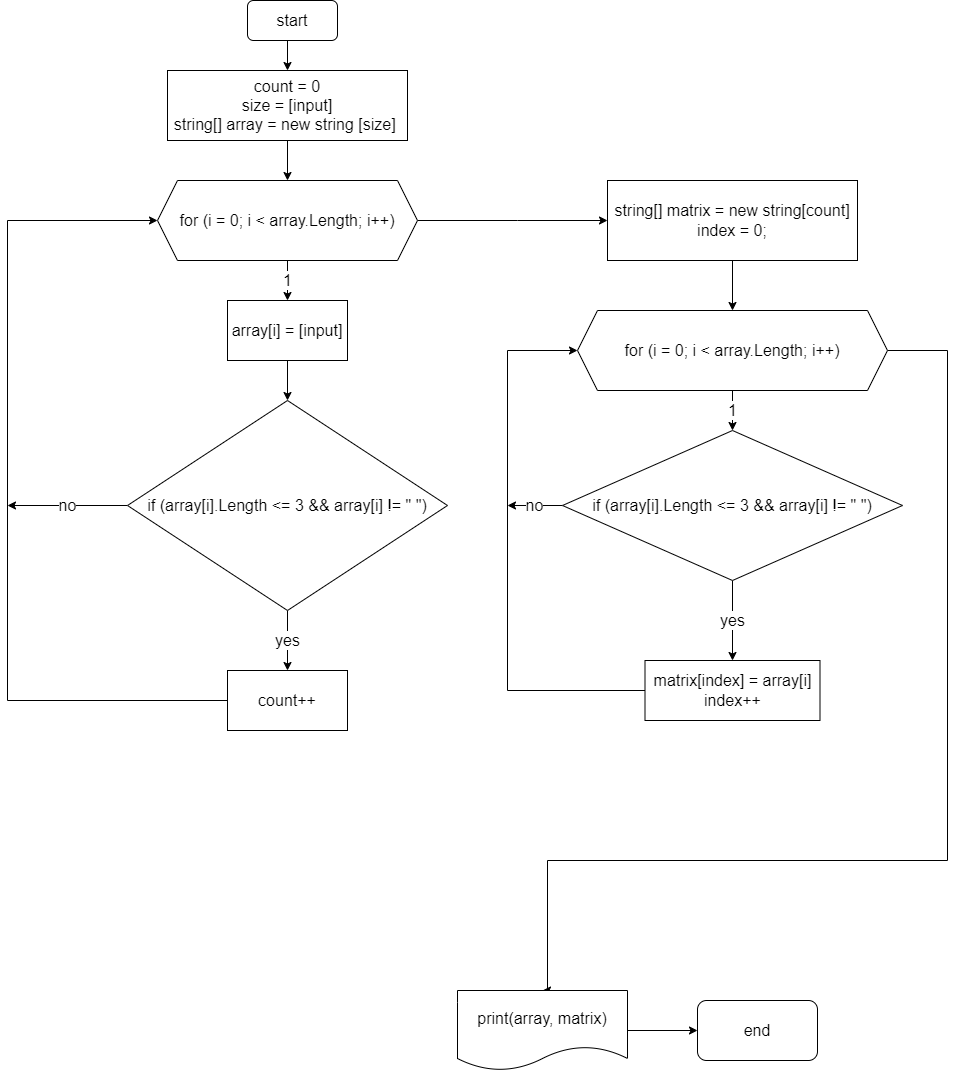 start
count = 0
size = [input]
string[] array = new string [size]
for (i = 0; i < array.Length; i++)
1
array[i] = [input]
if (array[i].Length <= 3 && array[i] != " ")
no
yes
count++
string[] matrix = new string[count]
index = 0;
for (i = 0; i < array.Length; i++)
1
if (array[i].Length <= 3 && array[i] != " ")
no
yes
matrix[index] = array[i]
index++
print(array, matrix)
end